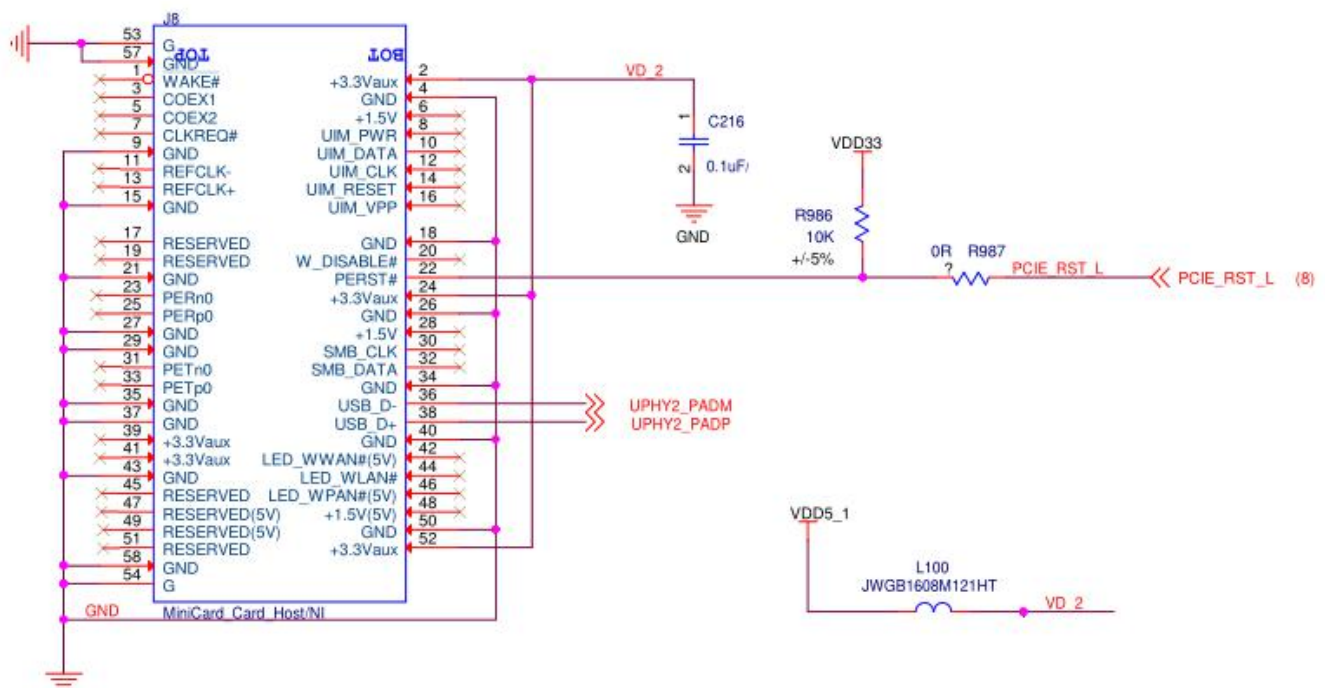 J8
53 G
57 GND
TOP BOT
1 WAKE# +3.3Vaux 2 VD_2
3 COEX1 GND 4
5 COEX2 +1.5V 6
7 CLKREQ# UIM_PWR 8
9 GND UIM_DATA 10
11 REFCLK- UIM_CLK 12
13 REFCLK+ UIM_RESET 14
15 GND UIM_VPP 16
1 C216
2 0.1uF/
GND
VDD33
R986
10K
+/-5%
17 RESERVED GND 18
19 RESERVED W_DISABLE# 20
21 GND PERST# 22
23 PERn0 +3.3Vaux 24
25 PERp0 GND 26
27 GND +1.5V 28
29 GND SMB_CLK 30
31 PETn0 SMB_DATA 32
33 PETp0 GND 34
35 GND USB_D- 36 UPHY2_PADM
37 GND USB_D+ 38 UPHY2_PADP
39 +3.3Vaux GND 40
41 +3.3Vaux LED_WWAN#(5V) 42
43 GND LED_WLAN# 44
45 RESERVED LED_WPAN#(5V) 46
47 RESERVED(5V) +1.5V(5V) 48
49 RESERVED(5V) GND 50
51 RESERVED +3.3Vaux 52
58 GND
54 G
0R R987
? PCIE_RST_L PCIE_RST_L (8)
VDD5_1
L100
JWGB1608M121HT
VD_2
GND MiniCard_Card_Host/NI